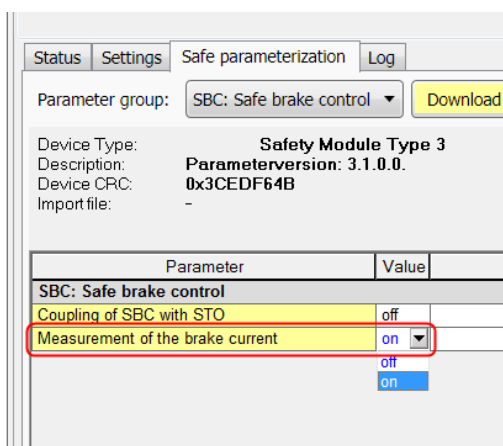 Status Settings Safe parameterization Log
Parameter group: SBC: Safe brake control Download
Device Type: Safety Module Type 3
Description: Parameterversion: 3.1.0.0.
Device CRC: 0x3CEDF64B
Import file: -
Parameter Value
SBC: Safe brake control
Coupling of SBC with STO off
Measurement of the brake current on
off
on